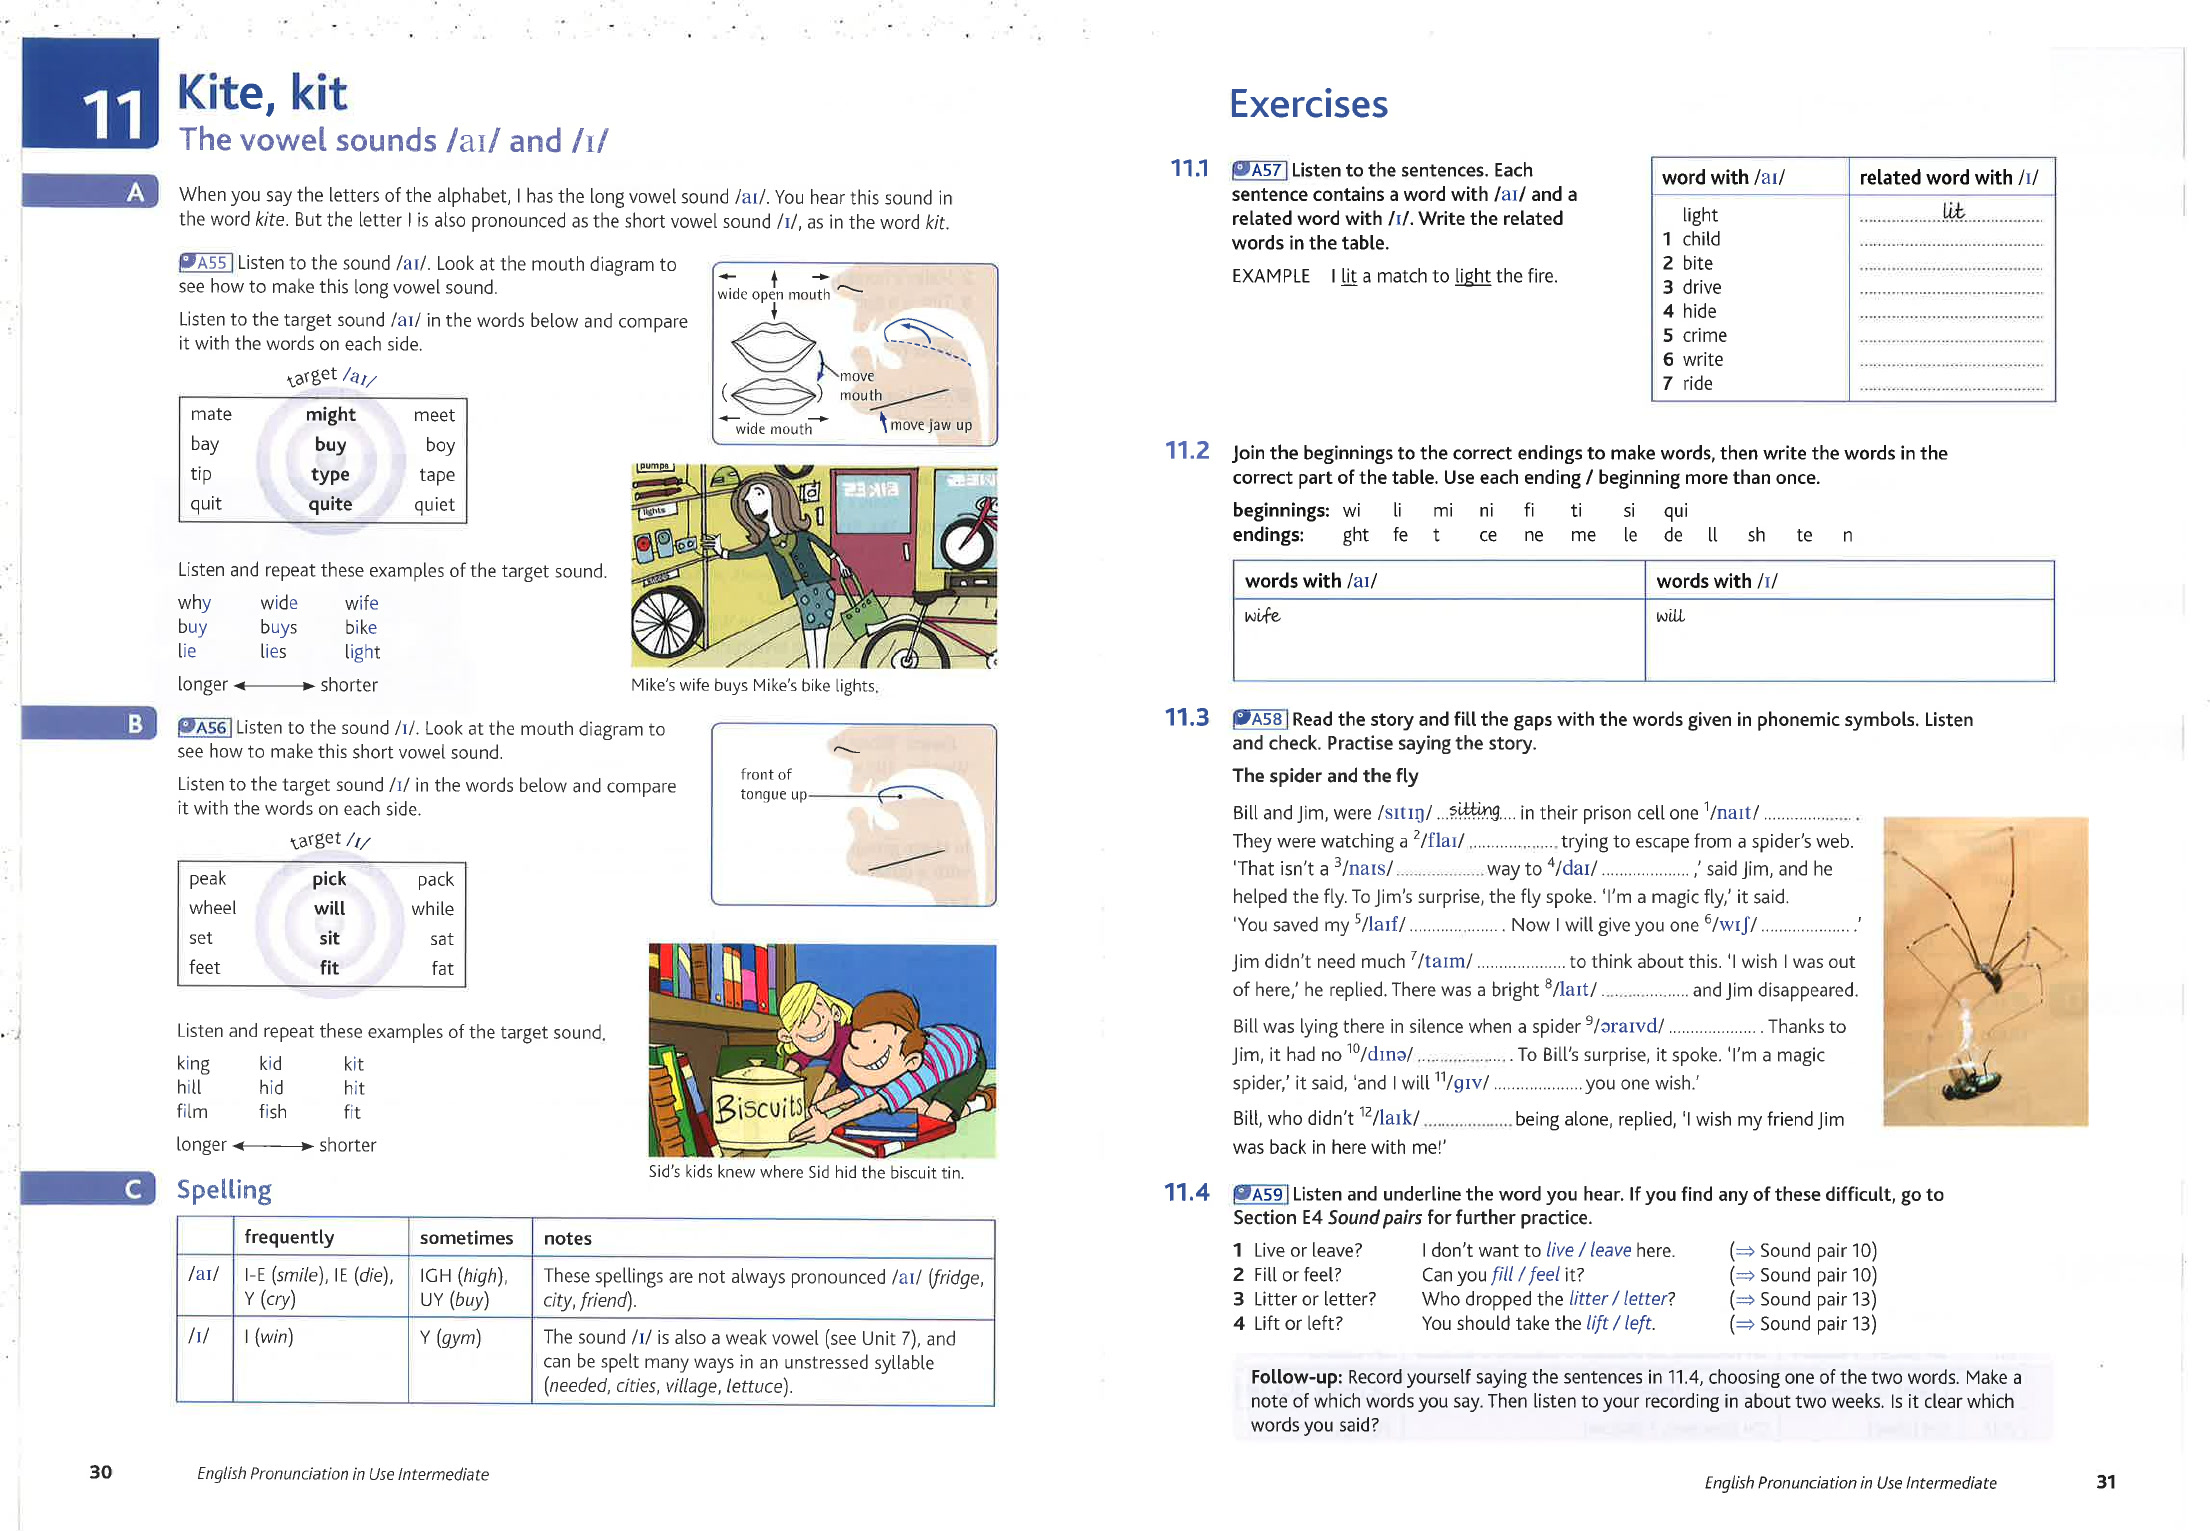 11
Kite, kit
The vowel sounds /aɪ/ and /ɪ/
A
When you say the letters of the alphabet, I has the long vowel sound /aɪ/. You hear this sound in
the word kite. But the letter I is also pronounced as the short vowel sound /ɪ/, as in the word kit.
A55 Listen to the sound /aɪ/. Look at the mouth diagram to
see how to make this long vowel sound.
Listen to the target sound /aɪ/ in the words below and compare
it with the words on each side.
target /aɪ/
mate might meet
bay buy boy
tip type tape
quit quite quiet
wide open mouth
move
mouth
wide mouth
move jaw up
Listen and repeat these examples of the target sound.
why wide wife
buy buys bike
lie lies light
longer shorter
pumps
lights
BIKES
Mike's wife buys Mike's bike lights.
B
A56 Listen to the sound /ɪ/. Look at the mouth diagram to
see how to make this short vowel sound.
Listen to the target sound /ɪ/ in the words below and compare
it with the words on each side.
target /ɪ/
peak pick pack
wheel will while
set sit sat
feet fit fat
front of
tongue up
Listen and repeat these examples of the target sound.
king kid kit
hill hid hit
film fish fit
longer shorter
Biscuits
Sid's kids knew where Sid hid the biscuit tin.
C
Spelling
frequently sometimes notes
/aɪ/ I-E (smile), IE (die), IGH (high), These spellings are not always pronounced /aɪ/ (fridge,
Y (cry) UY (buy) city, friend).
/ɪ/ I (win) Y (gym) The sound /ɪ/ is also a weak vowel (see Unit 7), and
can be spelt many ways in an unstressed syllable
(needed, cities, village, lettuce).
30 English Pronunciation in Use Intermediate
Exercises
11.1 A57 Listen to the sentences. Each
sentence contains a word with /aɪ/ and a
related word with /ɪ/. Write the related
words in the table.
EXAMPLE I lit a match to light the fire.
word with /aɪ/ related word with /ɪ/
light lit
1 child
2 bite
3 drive
4 hide
5 crime
6 write
7 ride
11.2 Join the beginnings to the correct endings to make words, then write the words in the
correct part of the table. Use each ending / beginning more than once.
beginnings: wi li mi ni fi ti si qui
endings: ght fe t ce ne me le de ll sh te n
words with /aɪ/ words with /ɪ/
wife will
11.3 A58 Read the story and fill the gaps with the words given in phonemic symbols. Listen
and check. Practise saying the story.
The spider and the fly
Bill and Jim, were /sɪtɪŋ/ ...sitting... in their prison cell one ¹/naɪt/ .................... .
They were watching a ²/flaɪ/ .................... trying to escape from a spider's web.
'That isn't a ³/naɪs/ .................... way to ⁴/daɪ/ .................... ,' said Jim, and he
helped the fly. To Jim's surprise, the fly spoke. 'I'm a magic fly,' it said.
'You saved my ⁵/laɪf/ .................... . Now I will give you one ⁶/wɪʃ/ .................... .'
Jim didn't need much ⁷/taɪm/ .................... to think about this. 'I wish I was out
of here,' he replied. There was a bright ⁸/laɪt/ .................... and Jim disappeared.
Bill was lying there in silence when a spider ⁹/əraɪvd/ .................... . Thanks to
Jim, it had no ¹⁰/dɪnə/ .................... . To Bill's surprise, it spoke. 'I'm a magic
spider,' it said, 'and I will ¹¹/gɪv/ .................... you one wish.'
Bill, who didn't ¹²/laɪk/ .................... being alone, replied, 'I wish my friend Jim
was back in here with me!'
11.4 A59 Listen and underline the word you hear. If you find any of these difficult, go to
Section E4 Sound pairs for further practice.
1 Live or leave? I don't want to live / leave here. (⇒ Sound pair 10)
2 Fill or feel? Can you fill / feel it? (⇒ Sound pair 10)
3 Litter or letter? Who dropped the litter / letter? (⇒ Sound pair 13)
4 Lift or left? You should take the lift / left. (⇒ Sound pair 13)
Follow-up: Record yourself saying the sentences in 11.4, choosing one of the two words. Make a
note of which words you say. Then listen to your recording in about two weeks. Is it clear which
words you said?
English Pronunciation in Use Intermediate 31